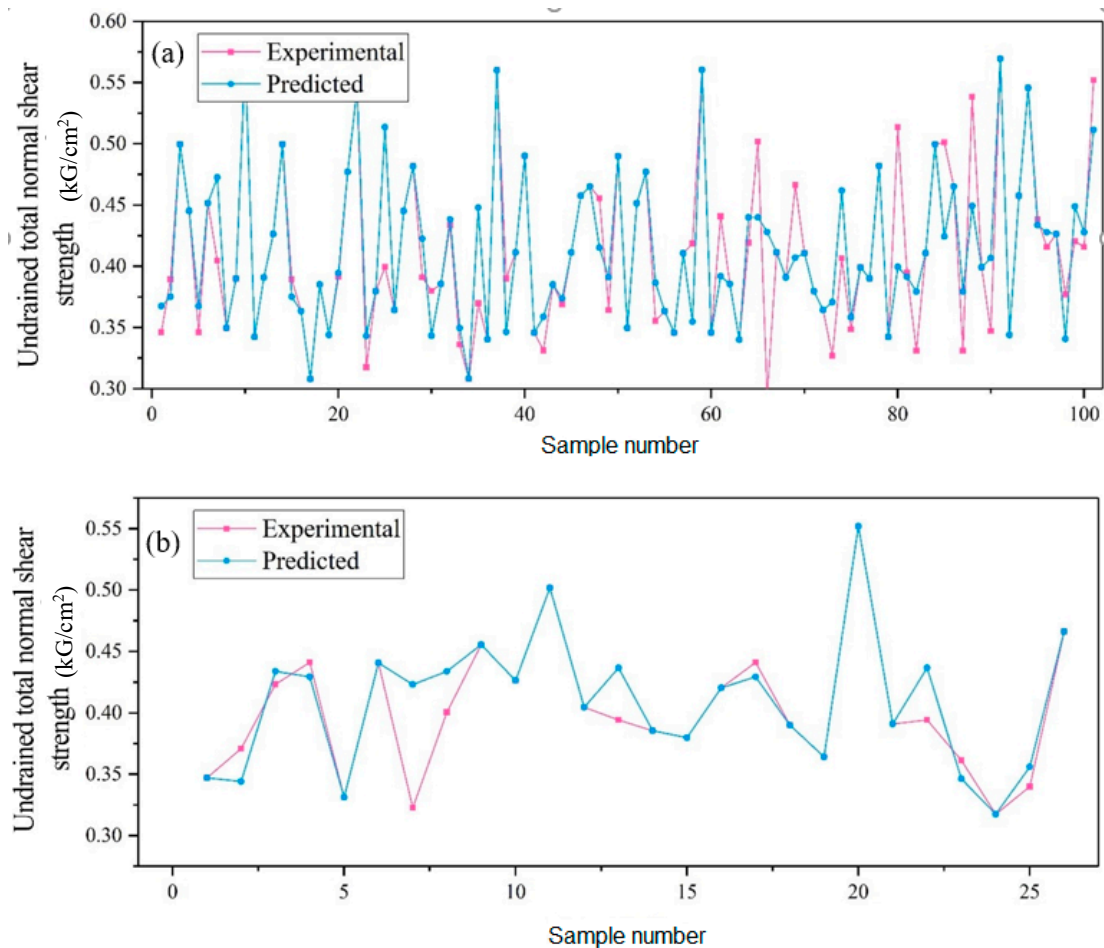 (a)
Experimental
Predicted
Undrained total normal shear
strength (kG/cm²)
0.60
0.55
0.50
0.45
0.40
0.35
0.30
0 20 40 60 80 100
Sample number
(b)
Experimental
Predicted
Undrained total normal shear
strength (kG/cm²)
0.55
0.50
0.45
0.40
0.35
0.30
0 5 10 15 20 25
Sample number